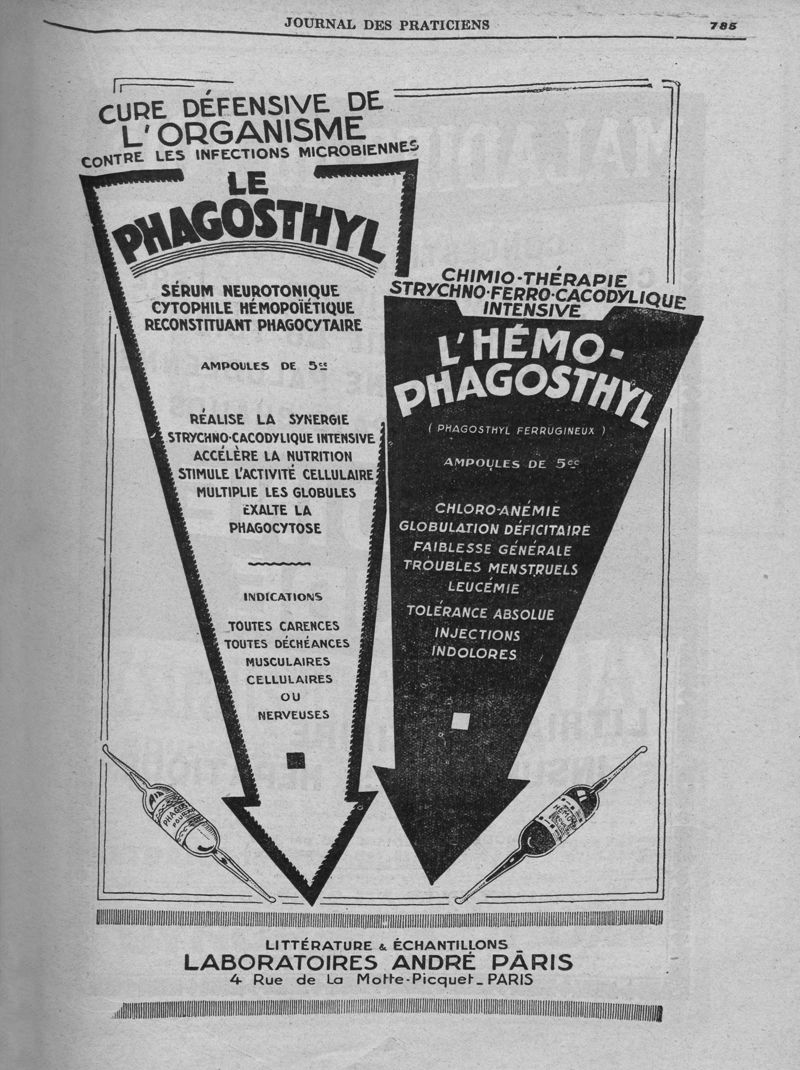 JOURNAL DES PRATICIENS
785
CURE DÉFENSIVE DE
L'ORGANISME
CONTRE LES INFECTIONS MICROBIENNES
LE
PHAGOSTHYL
SÉRUM NEUROTONIQUE
CYTOPHILE HÉMOPOÏÉTIQUE
RECONSTITUANT PHAGOCYTAIRE
AMPOULES DE 5cc
RÉALISE LA SYNERGIE
STRYCHNO-CACODYLIQUE INTENSIVE
ACCÉLÈRE LA NUTRITION
STIMULE L'ACTIVITÉ CELLULAIRE
MULTIPLIE LES GLOBULES
EXALTE LA
PHAGOCYTOSE
INDICATIONS
TOUTES CARENCES
TOUTES DÉCHÉANCES
MUSCULAIRES
CELLULAIRES
OU
NERVEUSES
CHIMIO-THÉRAPIE
STRYCHNO-FERRO-CACODYLIQUE
INTENSIVE
L'HÉMO-
PHAGOSTHYL
( PHAGOSTHYL FERRUGINEUX )
AMPOULES DE 5cc
CHLORO-ANÉMIE
GLOBULATION DÉFICITAIRE
FAIBLESSE GÉNÉRALE
TROUBLES MENSTRUELS
LEUCÉMIE
TOLÉRANCE ABSOLUE
INJECTIONS
INDOLORES
LITTÉRATURE & ÉCHANTILLONS
LABORATOIRES ANDRÉ PÂRIS
4 Rue de La Motte-Picquet_PARIS